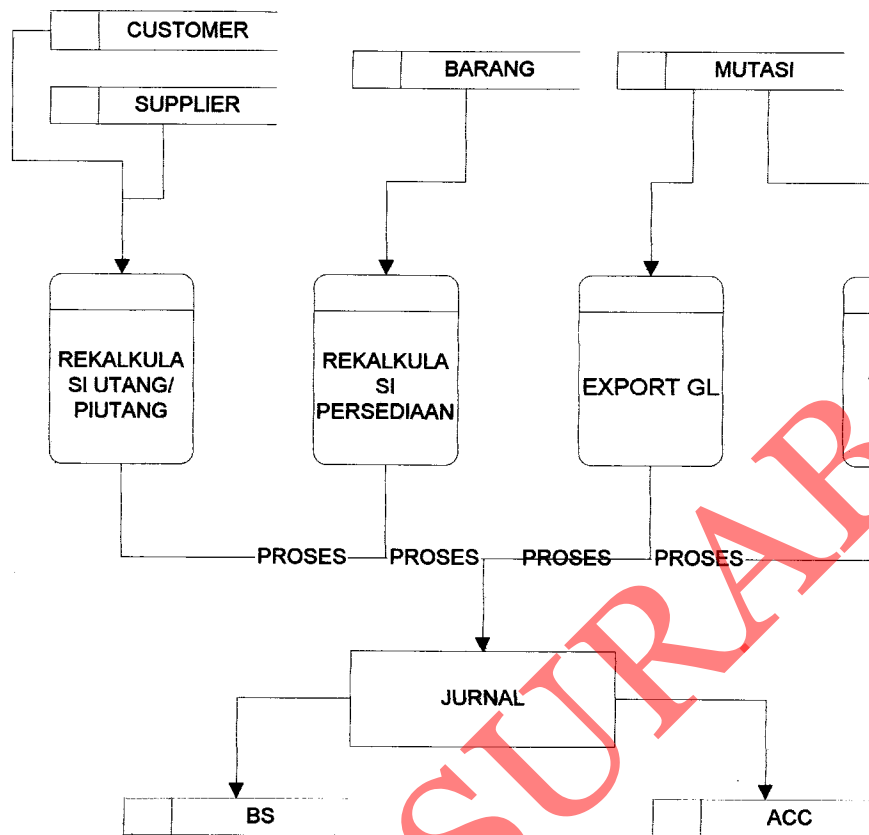 CUSTOMER
SUPPLIER
BARANG
MUTASI
REKALKULA
SI UTANG/
PIUTANG
REKALKULA
SI
PERSEDIAAN
EXPORT GL
PROSES PROSES PROSES PROSES
JURNAL
BS
ACC
SURAB